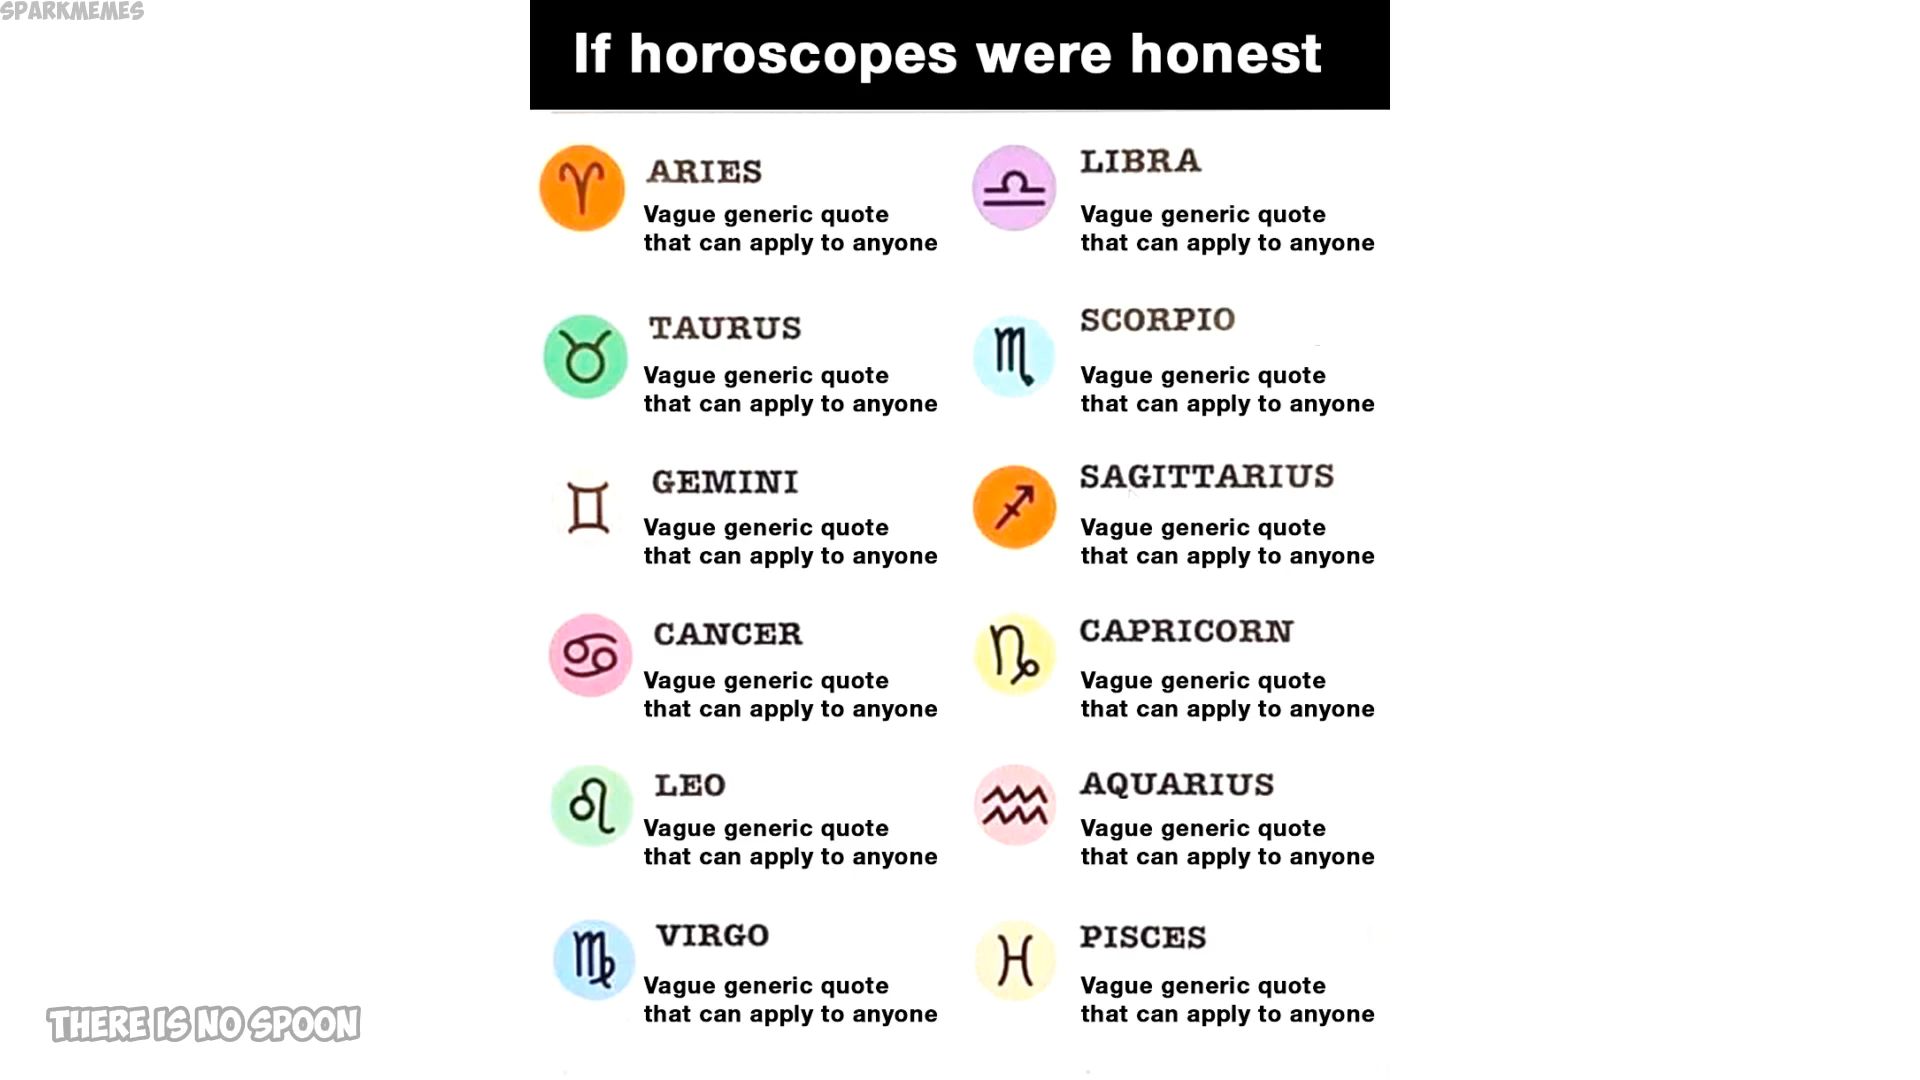 SPARKMEMES
If horoscopes were honest
ARIES
Vague generic quote
that can apply to anyone
TAURUS
Vague generic quote
that can apply to anyone
GEMINI
Vague generic quote
that can apply to anyone
CANCER
Vague generic quote
that can apply to anyone
LEO
Vague generic quote
that can apply to anyone
VIRGO
Vague generic quote
that can apply to anyone
LIBRA
Vague generic quote
that can apply to anyone
SCORPIO
Vague generic quote
that can apply to anyone
SAGITTARIUS
Vague generic quote
that can apply to anyone
CAPRICORN
Vague generic quote
that can apply to anyone
AQUARIUS
Vague generic quote
that can apply to anyone
PISCES
Vague generic quote
that can apply to anyone
THERE IS NO SPOON